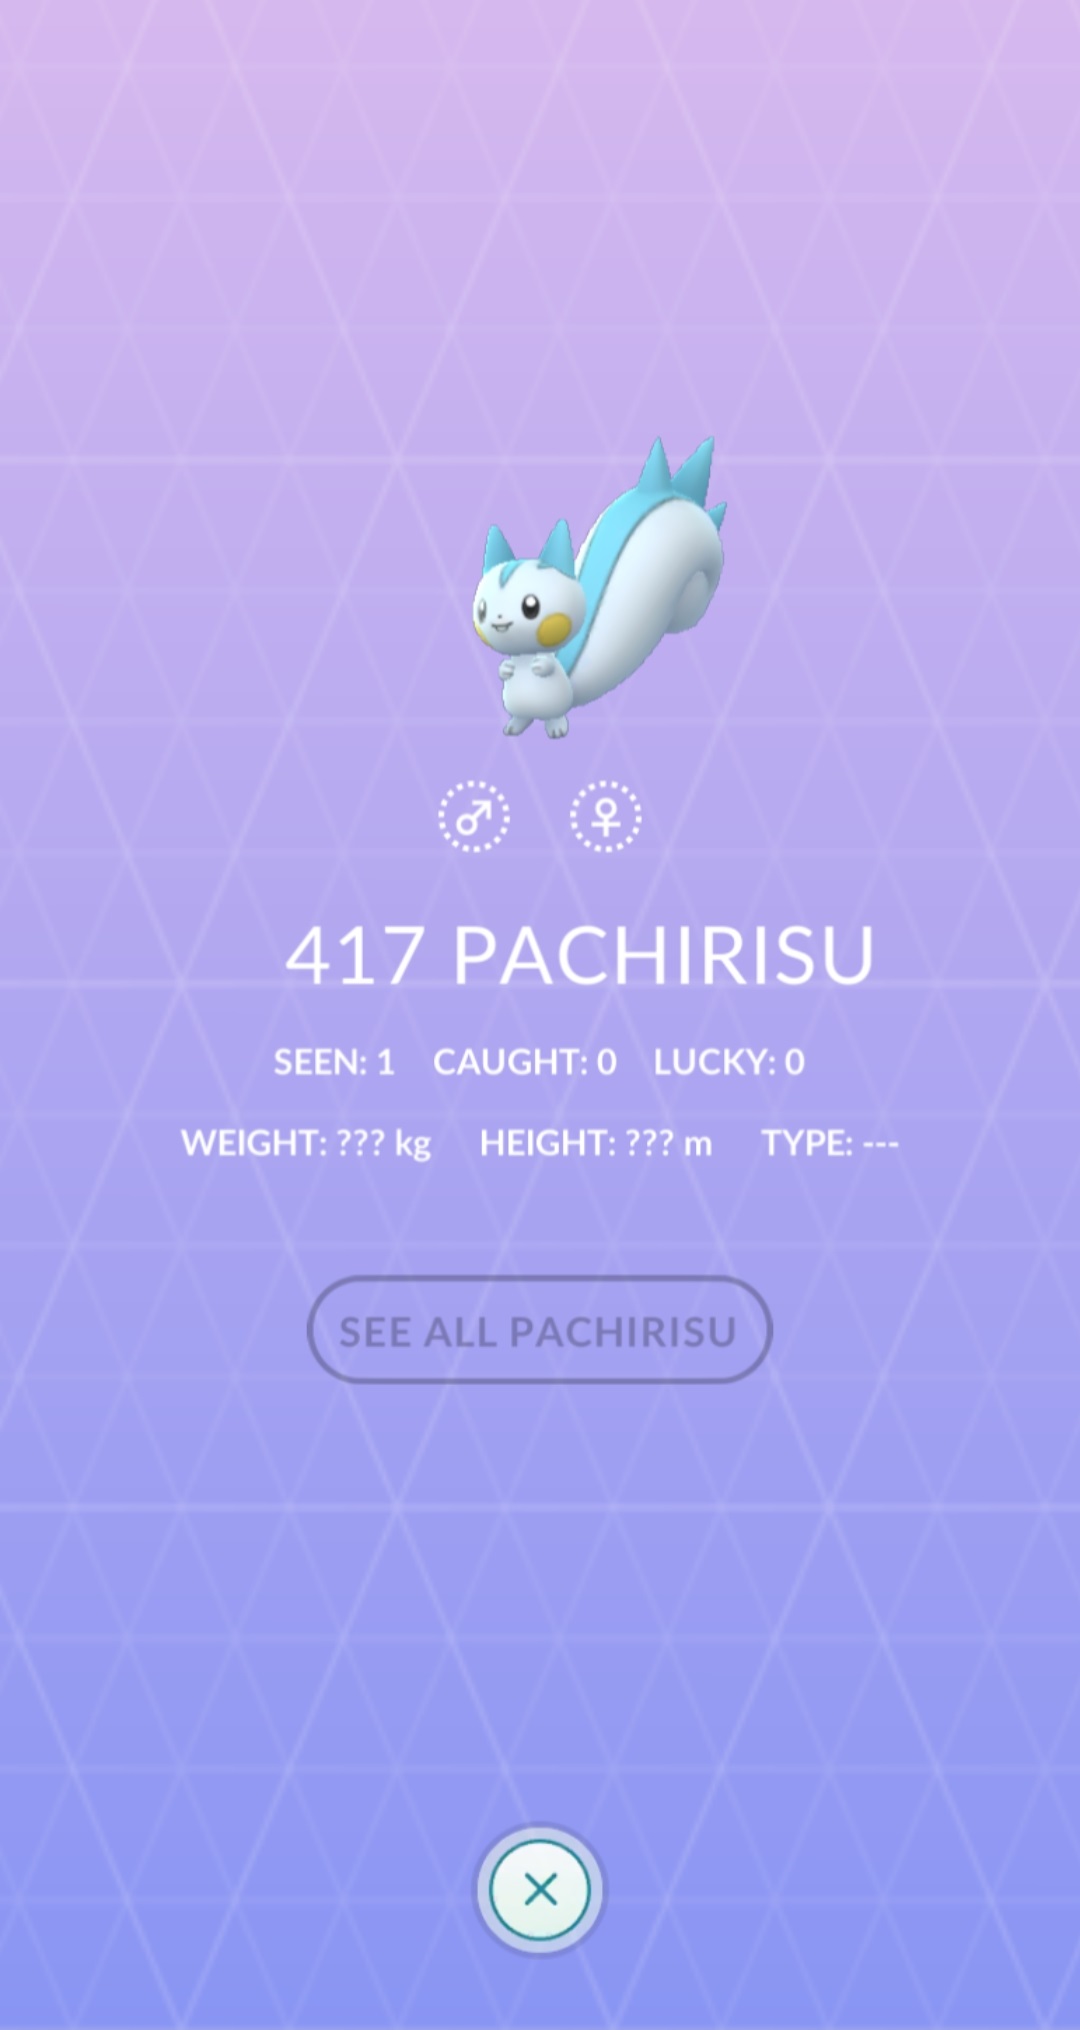 ♂ ♀
417 PACHIRISU
SEEN: 1 CAUGHT: 0 LUCKY: 0
WEIGHT: ??? kg HEIGHT: ??? m TYPE: ---
SEE ALL PACHIRISU